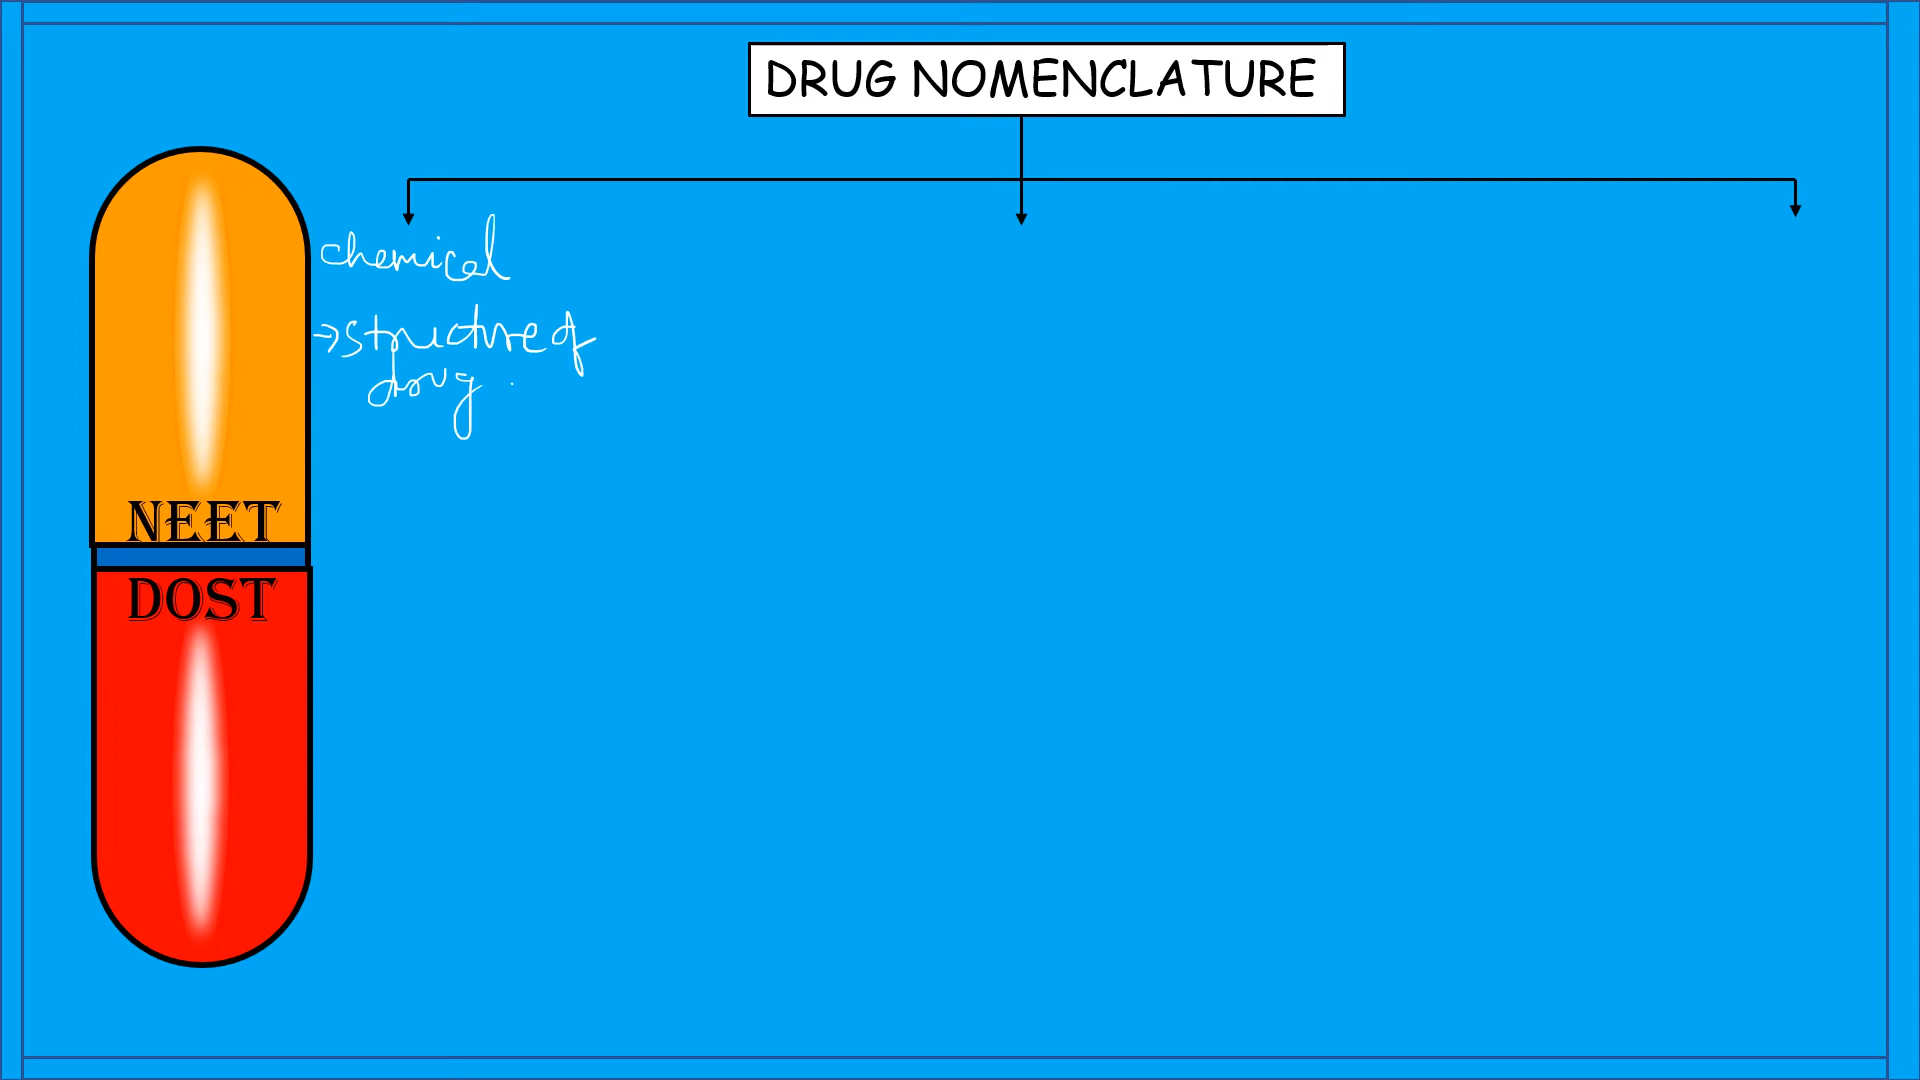 DRUG NOMENCLATURE
chemical
→structure of
drug
NEET
DOST